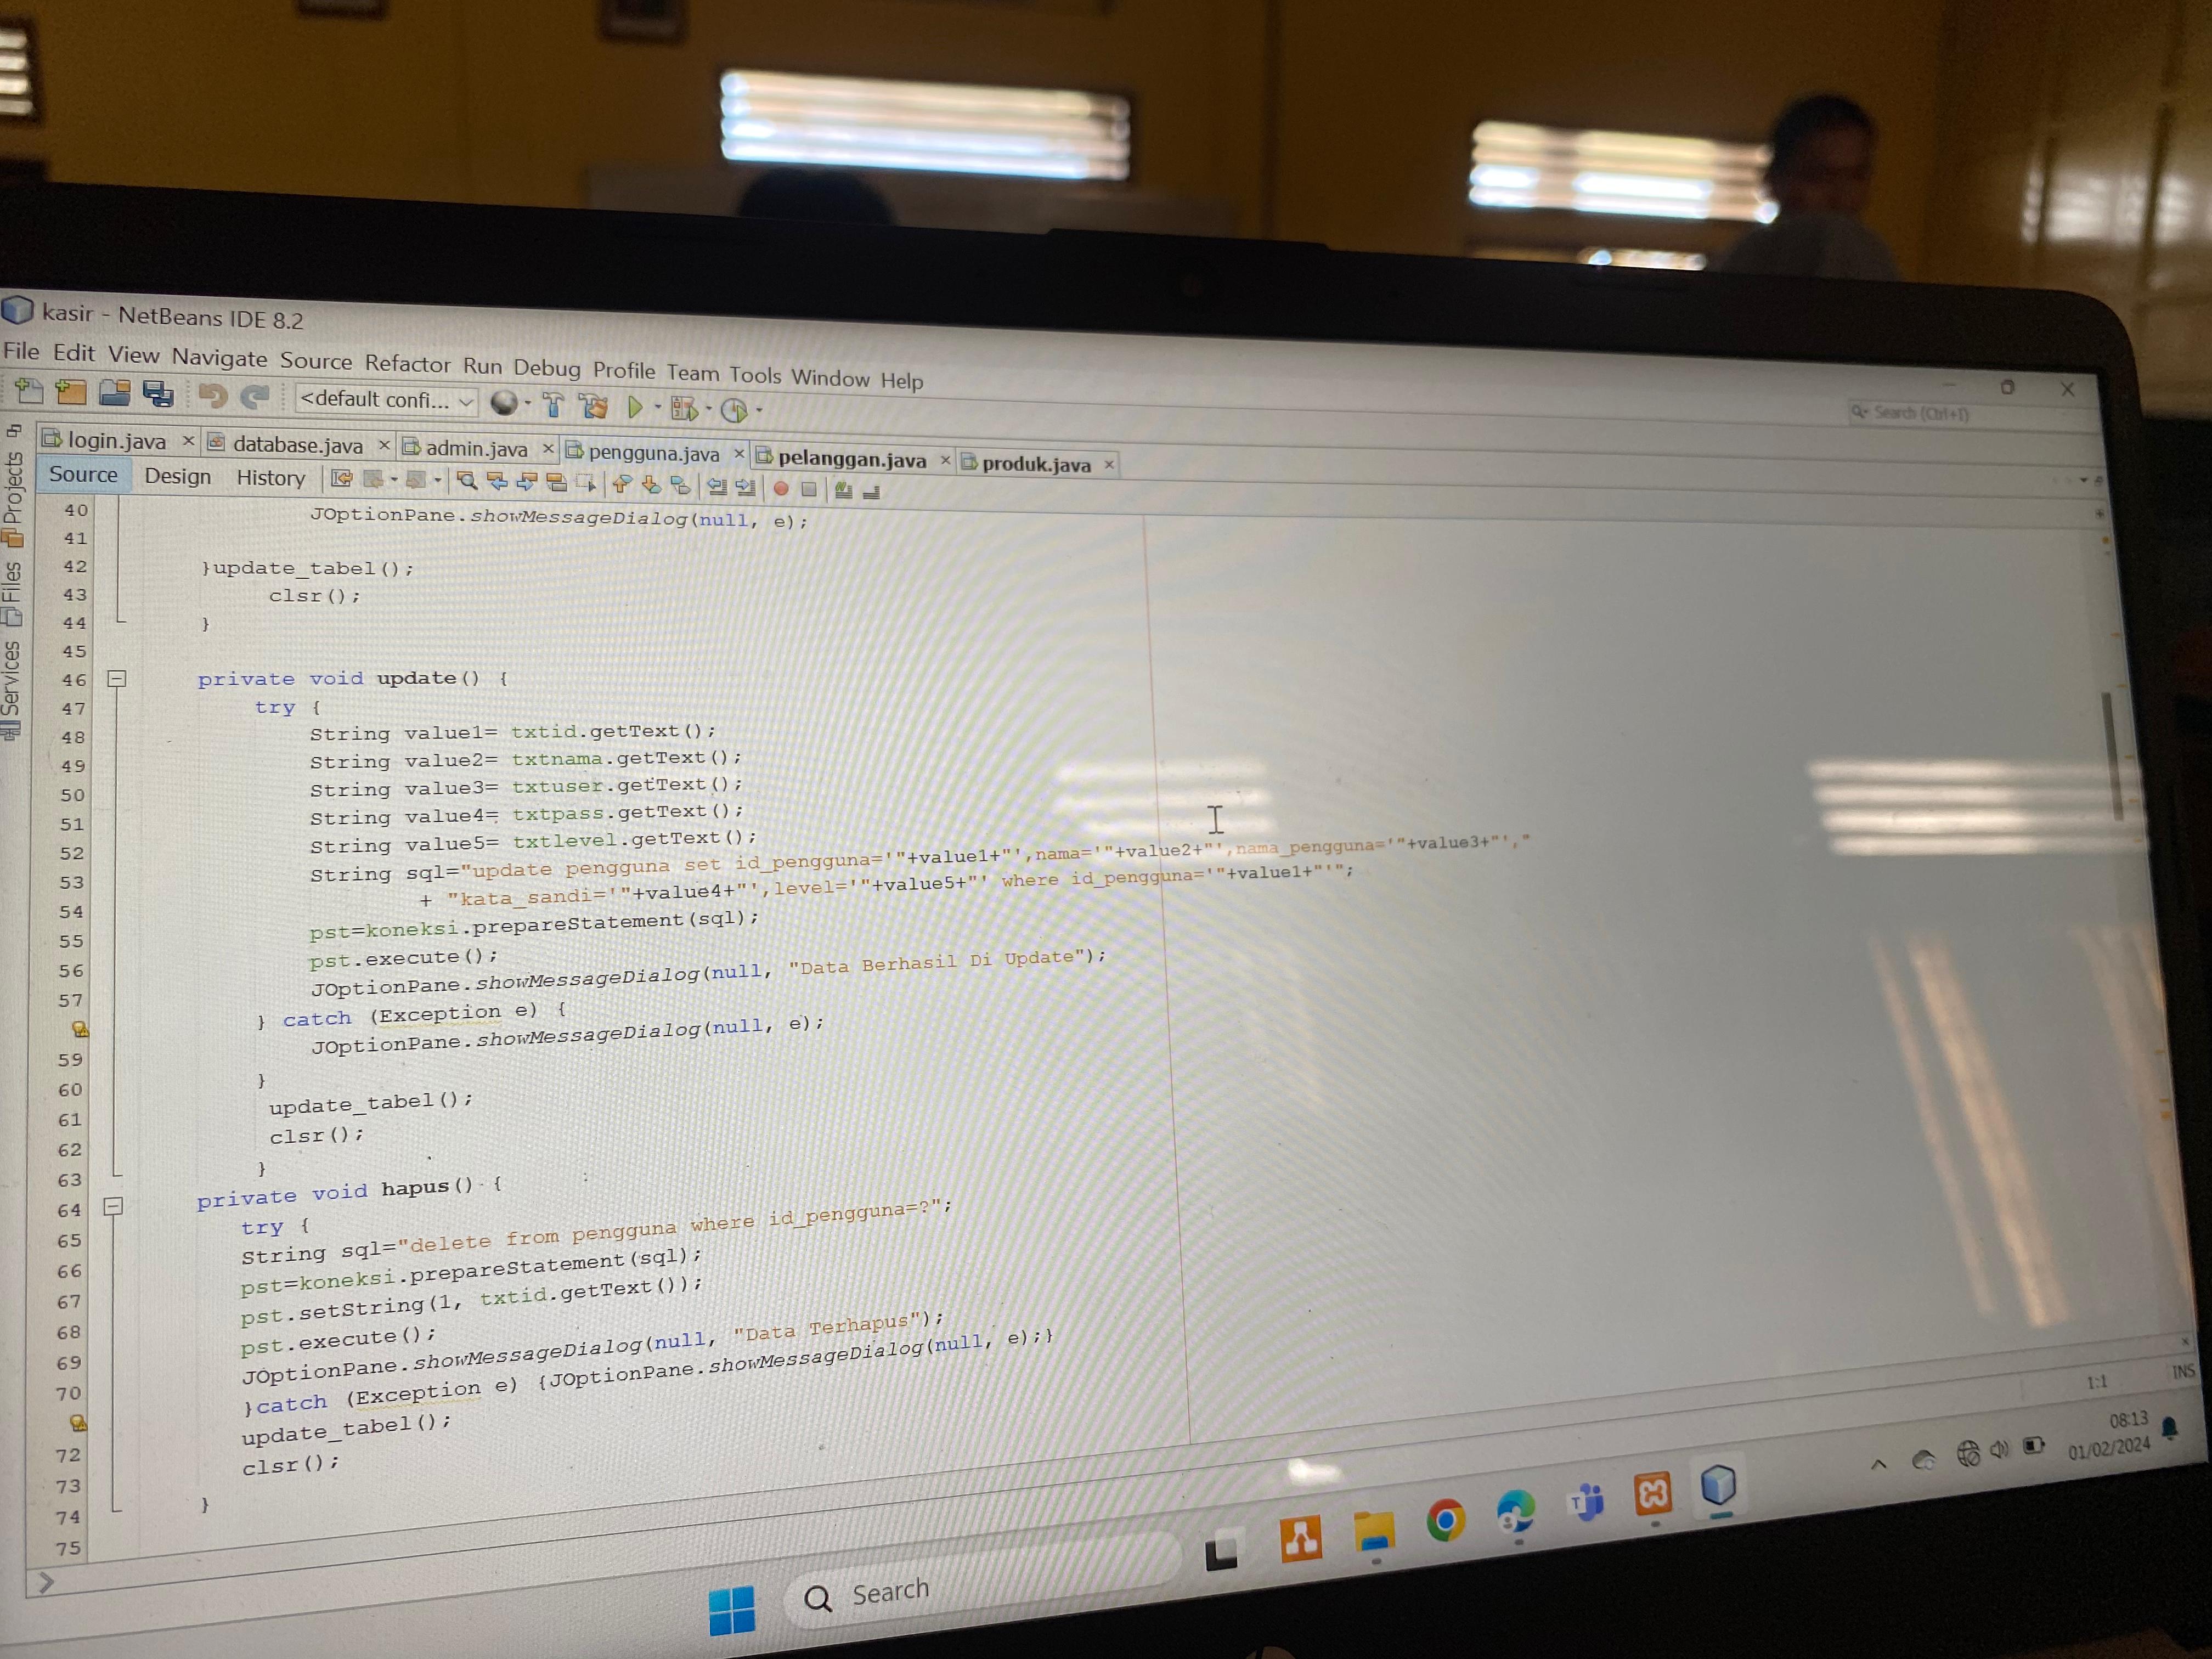 kasir - NetBeans IDE 8.2
File Edit View Navigate Source Refactor Run Debug Profile Team Tools Window Help
<default confi...
Search (Ctrl+I)
login.java × database.java × admin.java × pengguna.java × pelanggan.java × produk.java ×
Source Design History
Projects
Files
Services
40 JOptionPane.showMessageDialog(null, e);
41
42 }update_tabel();
43 clsr();
44 }
45
46 private void update() {
47 try {
48 String value1= txtid.getText();
49 String value2= txtnama.getText();
50 String value3= txtuser.getText();
51 String value4= txtpass.getText();
52 String value5= txtlevel.getText();
53 String sql="update pengguna set id_pengguna='"+value1+"',nama='"+value2+"',nama_pengguna='"+value3+"',"
54 + "kata_sandi='"+value4+"',level='"+value5+"' where id_pengguna='"+value1+"'";
55 pst=koneksi.prepareStatement(sql);
56 pst.execute();
57 JOptionPane.showMessageDialog(null, "Data Berhasil Di Update");
} catch (Exception e) {
59 JOptionPane.showMessageDialog(null, e);
60 }
61 update_tabel();
62 clsr();
63 }
64 private void hapus() {
65 try {
66 String sql="delete from pengguna where id_pengguna=?";
67 pst=koneksi.prepareStatement(sql);
68 pst.setString(1, txtid.getText());
69 pst.execute();
70 JOptionPane.showMessageDialog(null, "Data Terhapus");
}catch (Exception e) {JOptionPane.showMessageDialog(null, e);}
72 update_tabel();
73 clsr();
74
75 }
1:1 INS
Search
08:13
01/02/2024